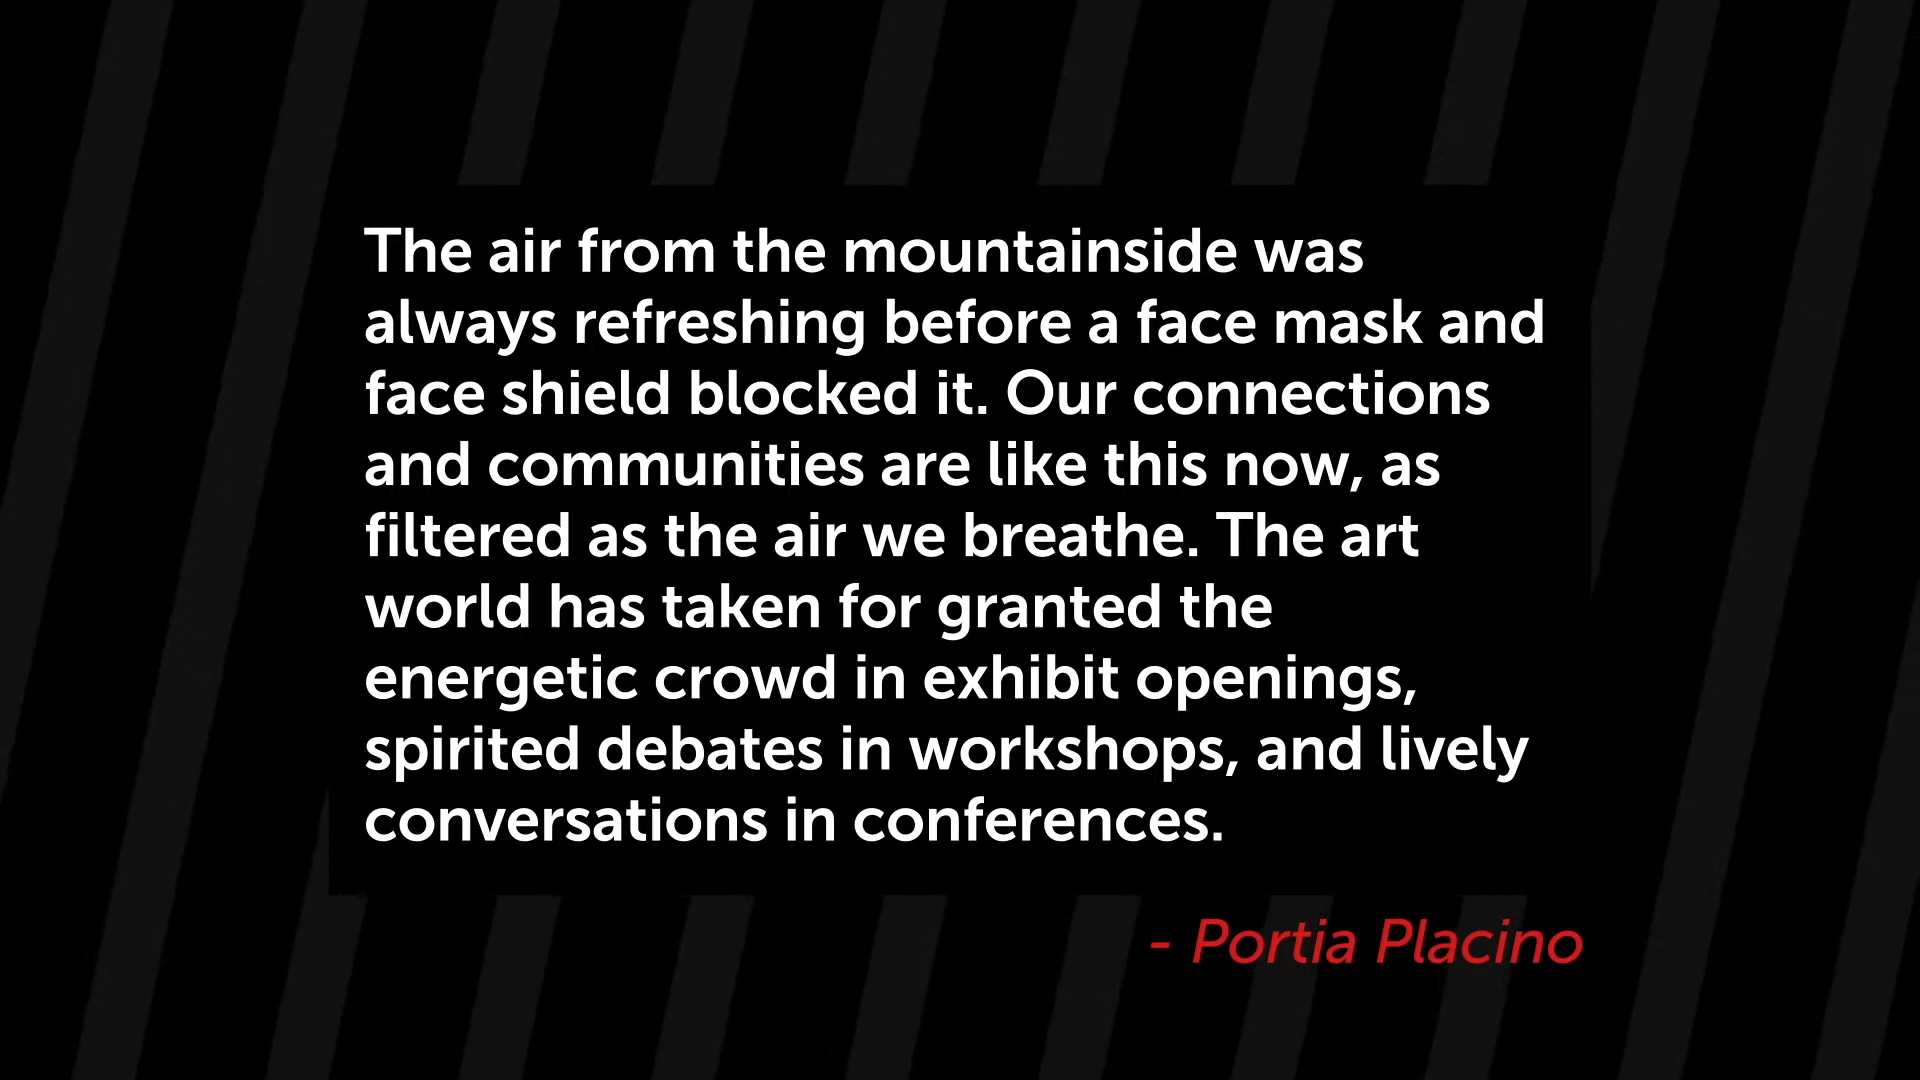 The air from the mountainside was
always refreshing before a face mask and
face shield blocked it. Our connections
and communities are like this now, as
filtered as the air we breathe. The art
world has taken for granted the
energetic crowd in exhibit openings,
spirited debates in workshops, and lively
conversations in conferences.
- Portia Placino